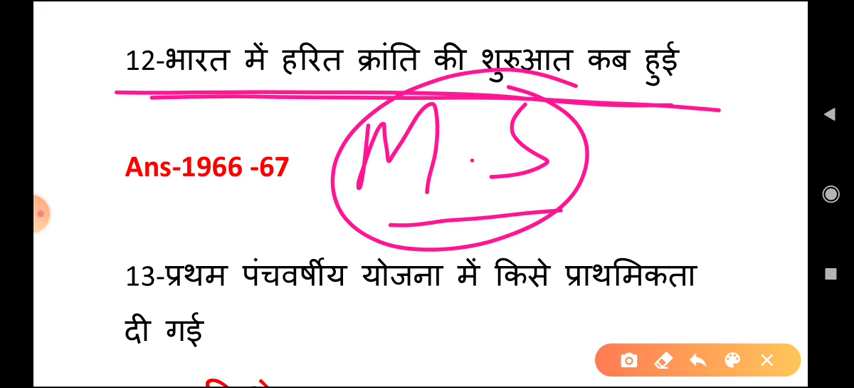 12-भारत में हरित क्रांति की शुरुआत कब हुई
M.S
Ans-1966 -67
13-प्रथम पंचवर्षीय योजना में किसे प्राथमिकता
दी गई